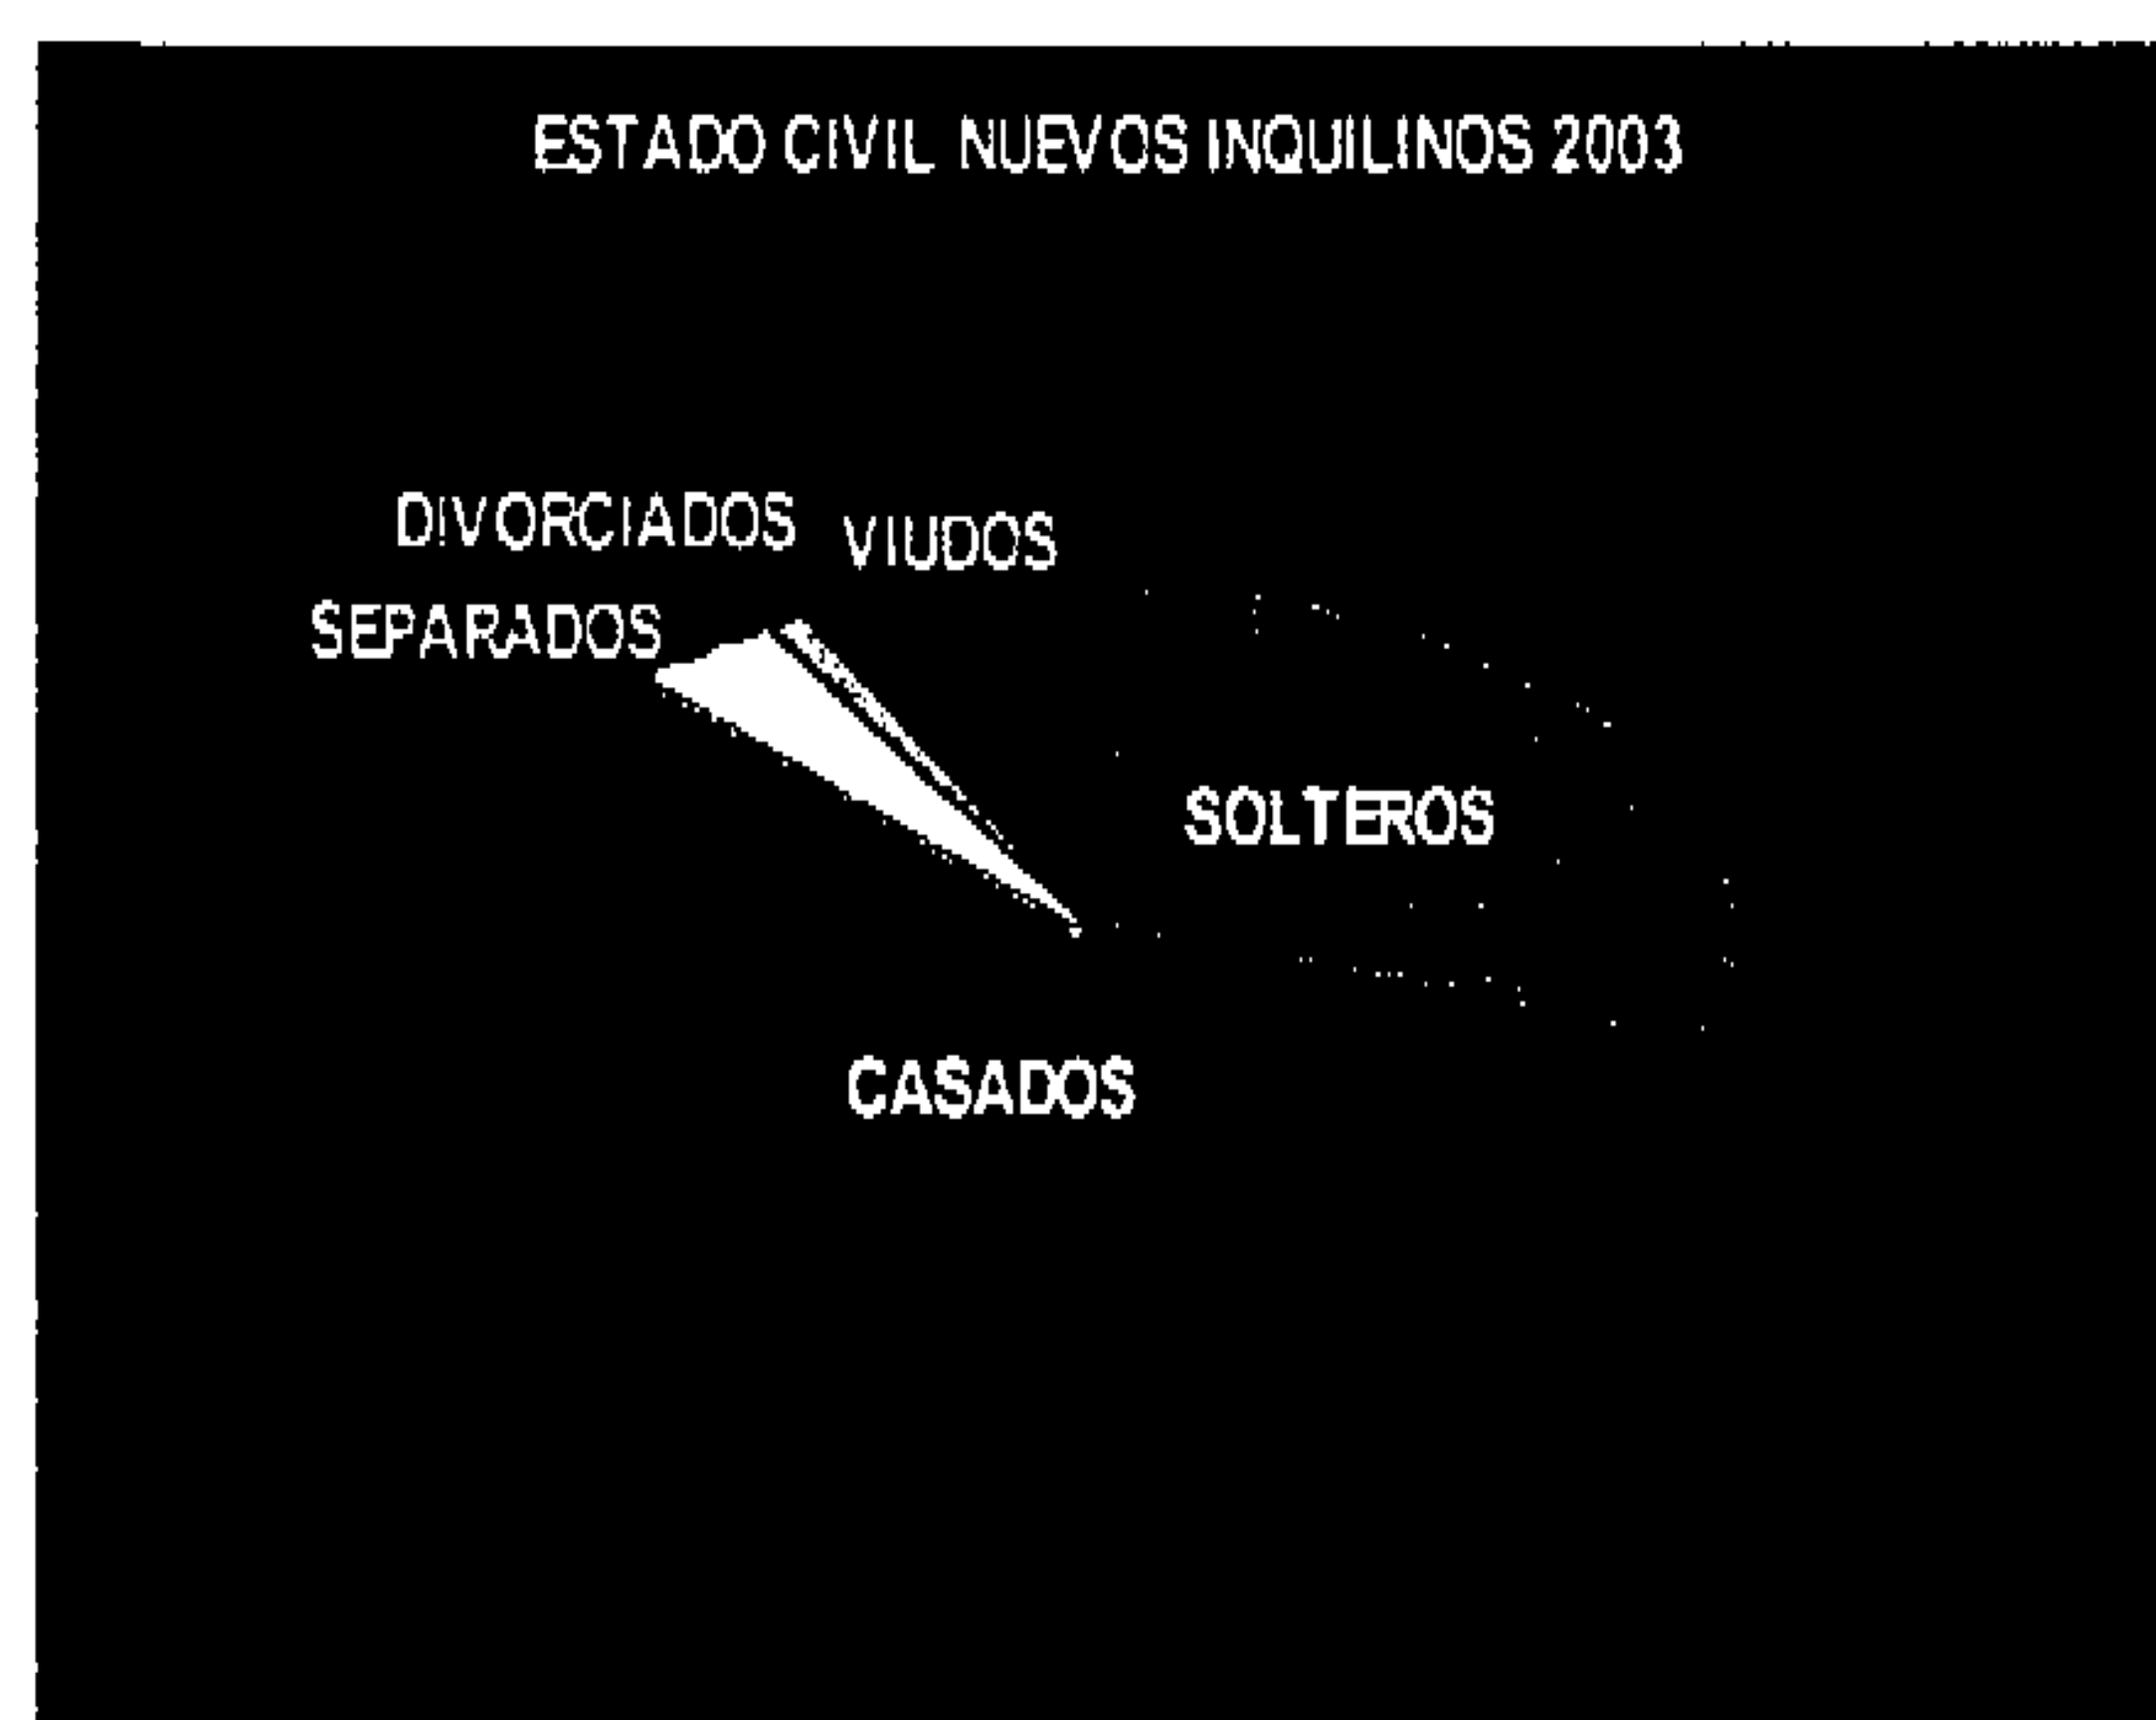 ESTADO CIVIL NUEVOS INQUILINOS 2003
DIVORCIADOS
VIUDOS
SEPARADOS
SOLTEROS
CASADOS